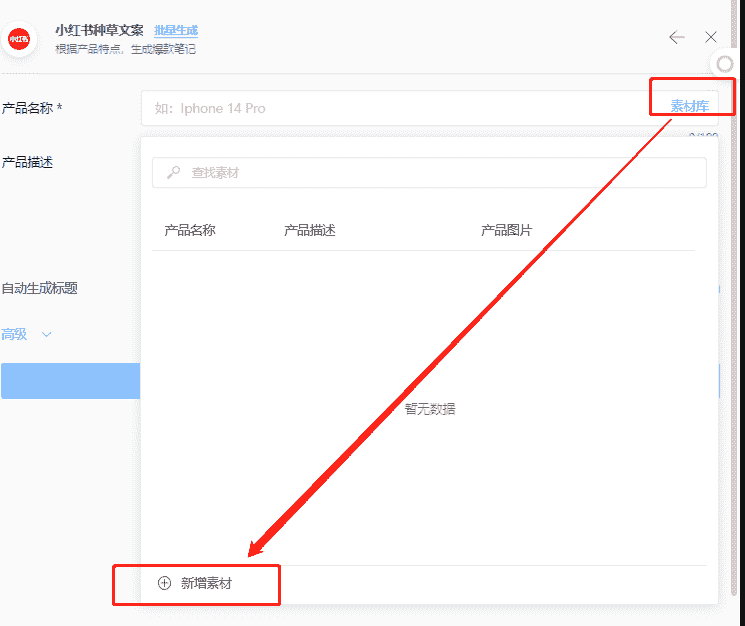 小红书种草文案 批量生成
小红书
根据产品特点,生成爆款笔记
产品名称 *
如: Iphone 14 Pro
素材库
产品描述
查找素材
产品名称 产品描述 产品图片
自动生成标题
高级
暂无数据
新增素材